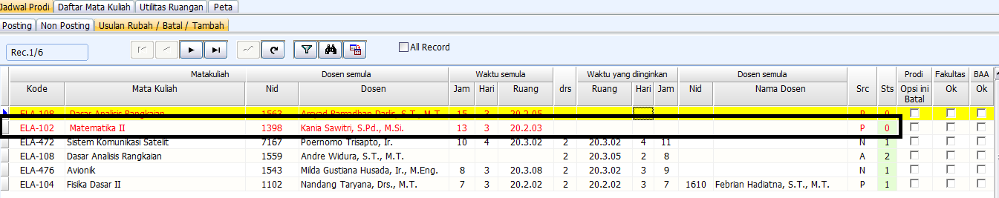 Jadwal Prodi Daftar Mata Kuliah Utilitas Ruangan Peta
Posting Non Posting Usulan Rubah / Batal / Tambah
Rec.1/6 All Record
Matakuliah Dosen semula Waktu semula Waktu yang diinginkan Dosen semula Prodi Fakultas BAA
Kode Mata Kuliah Nid Dosen Jam Hari Ruang drs Ruang Hari Jam Nid Nama Dosen Src Sts Opsi ini Batal Ok Ok
ELA-108 Dasar Analisis Rangkaian 1563 Arsyad Ramadhan Darlis, S.T., M.T. 15 3 20.2.05 P 0
ELA-102 Matematika II 1398 Kania Sawitri, S.Pd., M.Si. 13 3 20.2.03 P 0
ELA-472 Sistem Komunikasi Satelit 7167 Poernomo Trisapto, Ir. 10 4 20.3.02 2 20.3.02 4 11 N 1
ELA-108 Dasar Analisis Rangkaian 1559 Andre Widura, S.T., M.T. 2 20.3.05 2 8 A 2
ELA-476 Avionik 1543 Milda Gustiana Husada, Ir., M.Eng. 8 3 20.3.08 2 20.3.02 3 9 N 1
ELA-104 Fisika Dasar II 1102 Nandang Taryana, Drs., M.T. 7 3 20.2.02 2 20.2.02 3 7 1610 Febrian Hadiatna, S.T., M.T. P 1